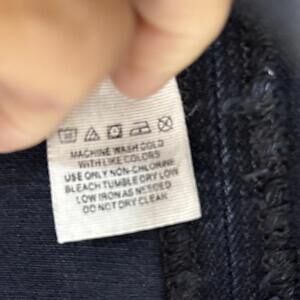 MACHINE WASH COLD
WITH LIKE COLORS
USE ONLY NON-CHLORINE
BLEACH TUMBLE DRY LOW
LOW IRON AS NEEDED
DO NOT DRY CLEAN